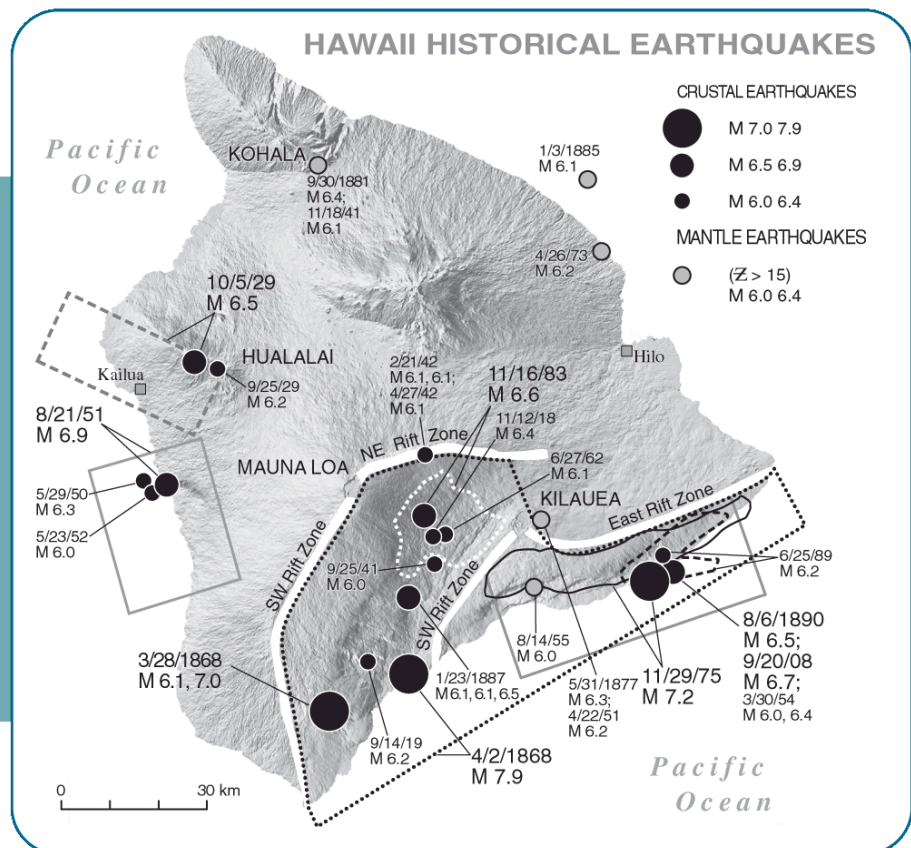 HAWAII HISTORICAL EARTHQUAKES
CRUSTAL EARTHQUAKES
M 7.0 7.9
M 6.5 6.9
M 6.0 6.4
MANTLE EARTHQUAKES
(Z > 15)
M 6.0 6.4
Pacific
Ocean
KOHALA
9/30/1881
M 6.4;
11/18/41
M 6.1
1/3/1885
M 6.1
4/26/73
M 6.2
10/5/29
M 6.5
HUALALAI
9/25/29
M 6.2
Kailua
Hilo
2/21/42
M 6.1, 6.1;
4/27/42
M 6.1
11/16/83
M 6.6
11/12/18
M 6.4
8/21/51
M 6.9
NE Rift Zone
MAUNA LOA
6/27/62
M 6.1
KILAUEA
5/29/50
M 6.3
5/23/52
M 6.0
East Rift Zone
SW Rift Zone
9/25/41
M 6.0
SW Rift Zone
6/25/89
M 6.2
8/14/55
M 6.0
8/6/1890
M 6.5;
9/20/08
M 6.7;
3/30/54
M 6.0, 6.4
3/28/1868
M 6.1, 7.0
1/23/1887
M6.1, 6.1, 6.5
5/31/1877
M 6.3;
4/22/51
M 6.2
11/29/75
M 7.2
9/14/19
M 6.2
4/2/1868
M 7.9
Pacific
Ocean
0 30 km